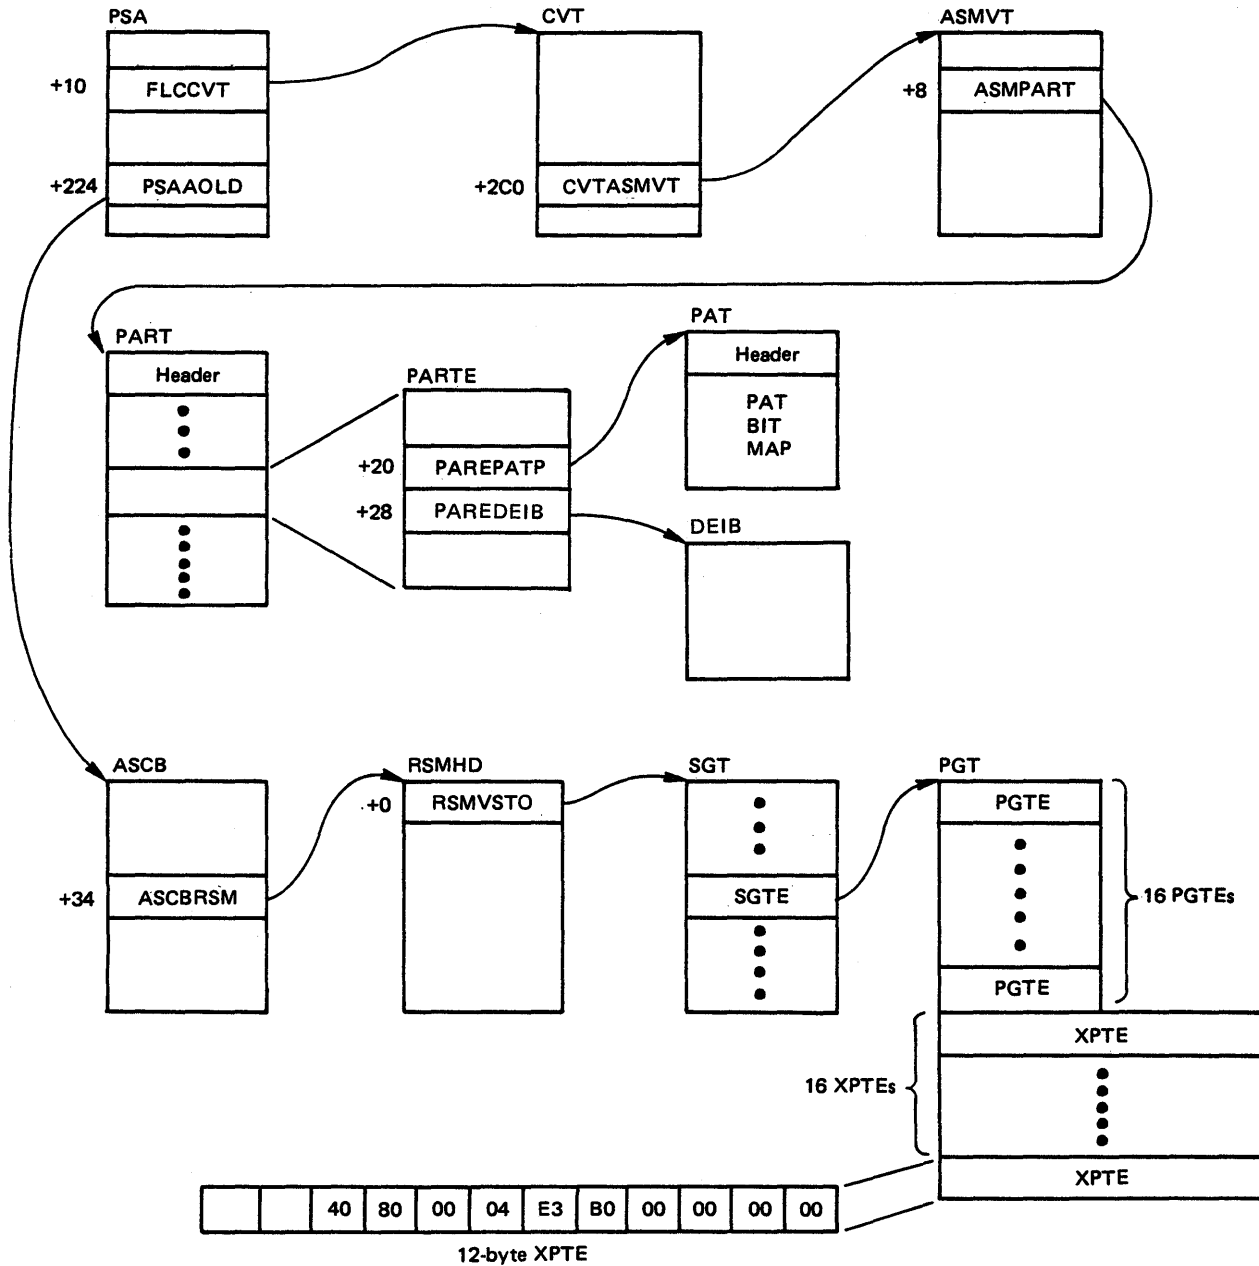 PSA
CVT
ASMVT
+10 FLCCVT
+8 ASMPART
+224 PSAAOLD
+2C0 CVTASMVT
PART
Header
PARTE
+20 PAREPATP
+28 PAREDEIB
PAT
Header
PAT
BIT
MAP
DEIB
ASCB
+34 ASCBRSM
RSMHD
+0 RSMVSTO
SGT
SGTE
PGT
PGTE
16 PGTEs
PGTE
XPTE
16 XPTEs
XPTE
40 80 00 04 E3 B0 00 00 00 00
12-byte XPTE